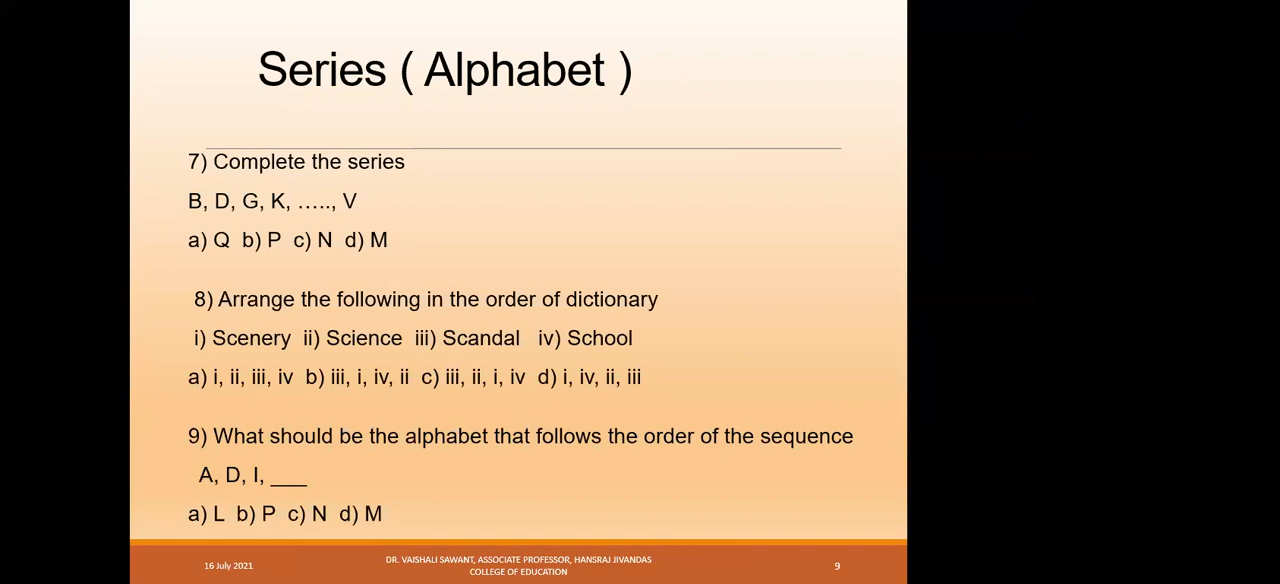 Series ( Alphabet )
7) Complete the series
B, D, G, K, ....., V
a) Q b) P c) N d) M
8) Arrange the following in the order of dictionary
i) Scenery ii) Science iii) Scandal iv) School
a) i, ii, iii, iv b) iii, i, iv, ii c) iii, ii, i, iv d) i, iv, ii, iii
9) What should be the alphabet that follows the order of the sequence
A, D, I, ___
a) L b) P c) N d) M
16 July 2021
DR. VAISHALI SAWANT, ASSOCIATE PROFESSOR, HANSRAJ JIVANDAS
COLLEGE OF EDUCATION
9